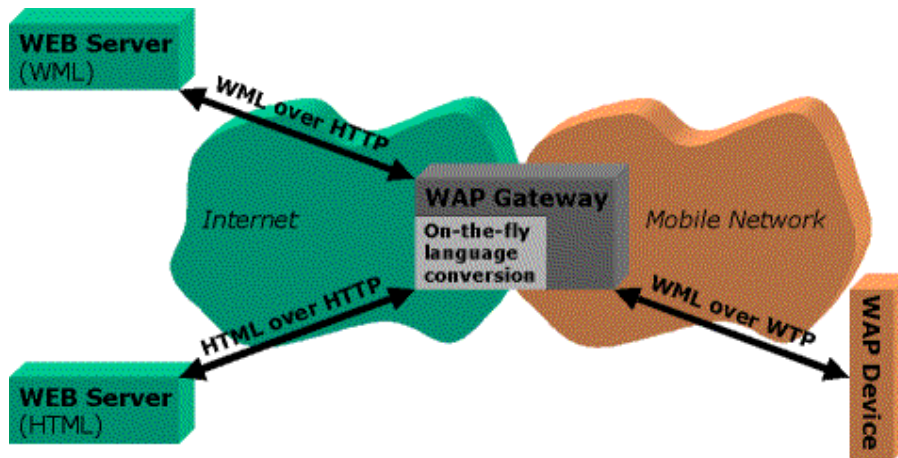 WEB Server
(WML)
WML over HTTP
Internet
WAP Gateway
On-the-fly
language
conversion
Mobile Network
HTML over HTTP
WML over WTP
WAP Device
WEB Server
(HTML)